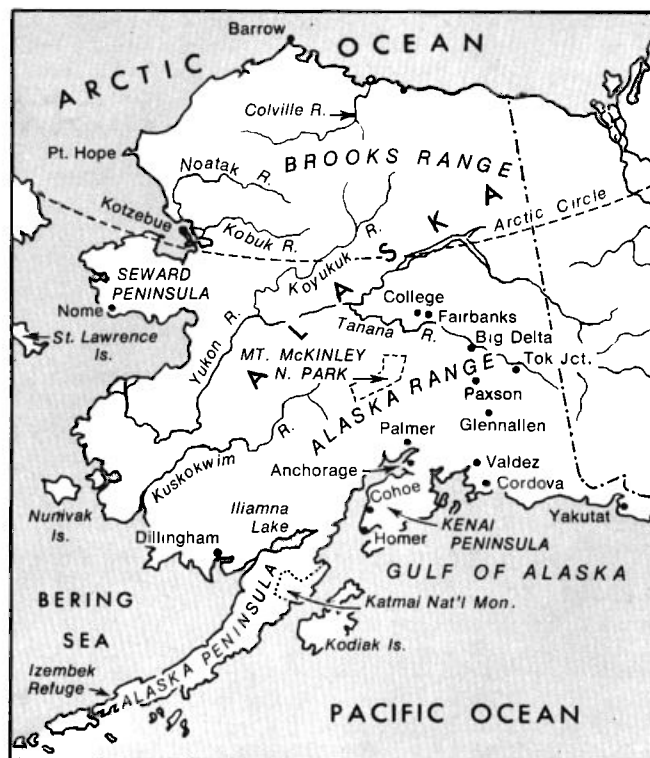 Barrow
ARCTIC OCEAN
Colville R.
Pt. Hope
Noatak R.
BROOKS RANGE
Kotzebue
Kobuk R.
Arctic Circle
ALASKA
SEWARD
PENINSULA
Koyukuk R.
Nome
College
Fairbanks
St. Lawrence
Is.
Yukon R.
Tanana R.
Big Delta
MT. McKINLEY
N. PARK
Tok Jct.
ALASKA RANGE
Paxson
Glennallen
Kuskokwim R.
Palmer
Anchorage
Valdez
Cohoe
Cordova
Nunivak
Is.
Iliamna
Lake
Yakutat
Dillingham
Homer
KENAI
PENINSULA
GULF OF ALASKA
BERING
SEA
Katmai Nat'l Mon.
Kodiak Is.
Izembek
Refuge
ALASKA PENINSULA
PACIFIC OCEAN